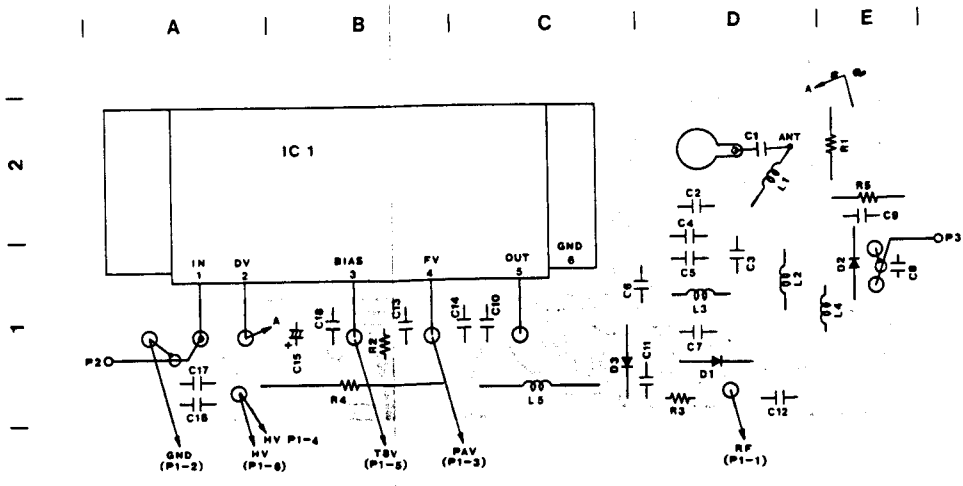 A B C D E
2
1
IC 1
IN DV BIAS FV OUT GND
1 2 3 4 5 6
C1 ANT
L1
A
R1
C2
C4
C5
C3
R5
C9
P3
D2
C8
L2
L4
L3
C6
C7
D3
C11
D1
R3
C12
A
C15
C18
R2
C13
C14
C10
P2
C17
C16
R4
L5
GND
(P1-2)
HV P1-4
HV
(P1-6)
TSV
(P1-5)
PAV
(P1-3)
RF
(P1-1)